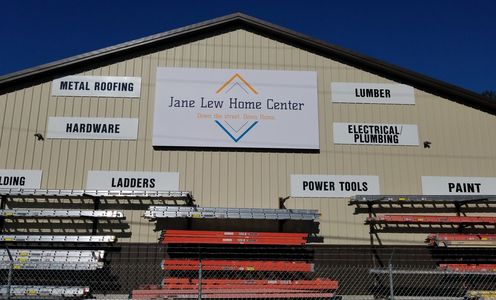 METAL ROOFING
Jane Lew Home Center
Down the street. Down Home.
LUMBER
HARDWARE
ELECTRICAL/
PLUMBING
LDING
LADDERS
POWER TOOLS
PAINT